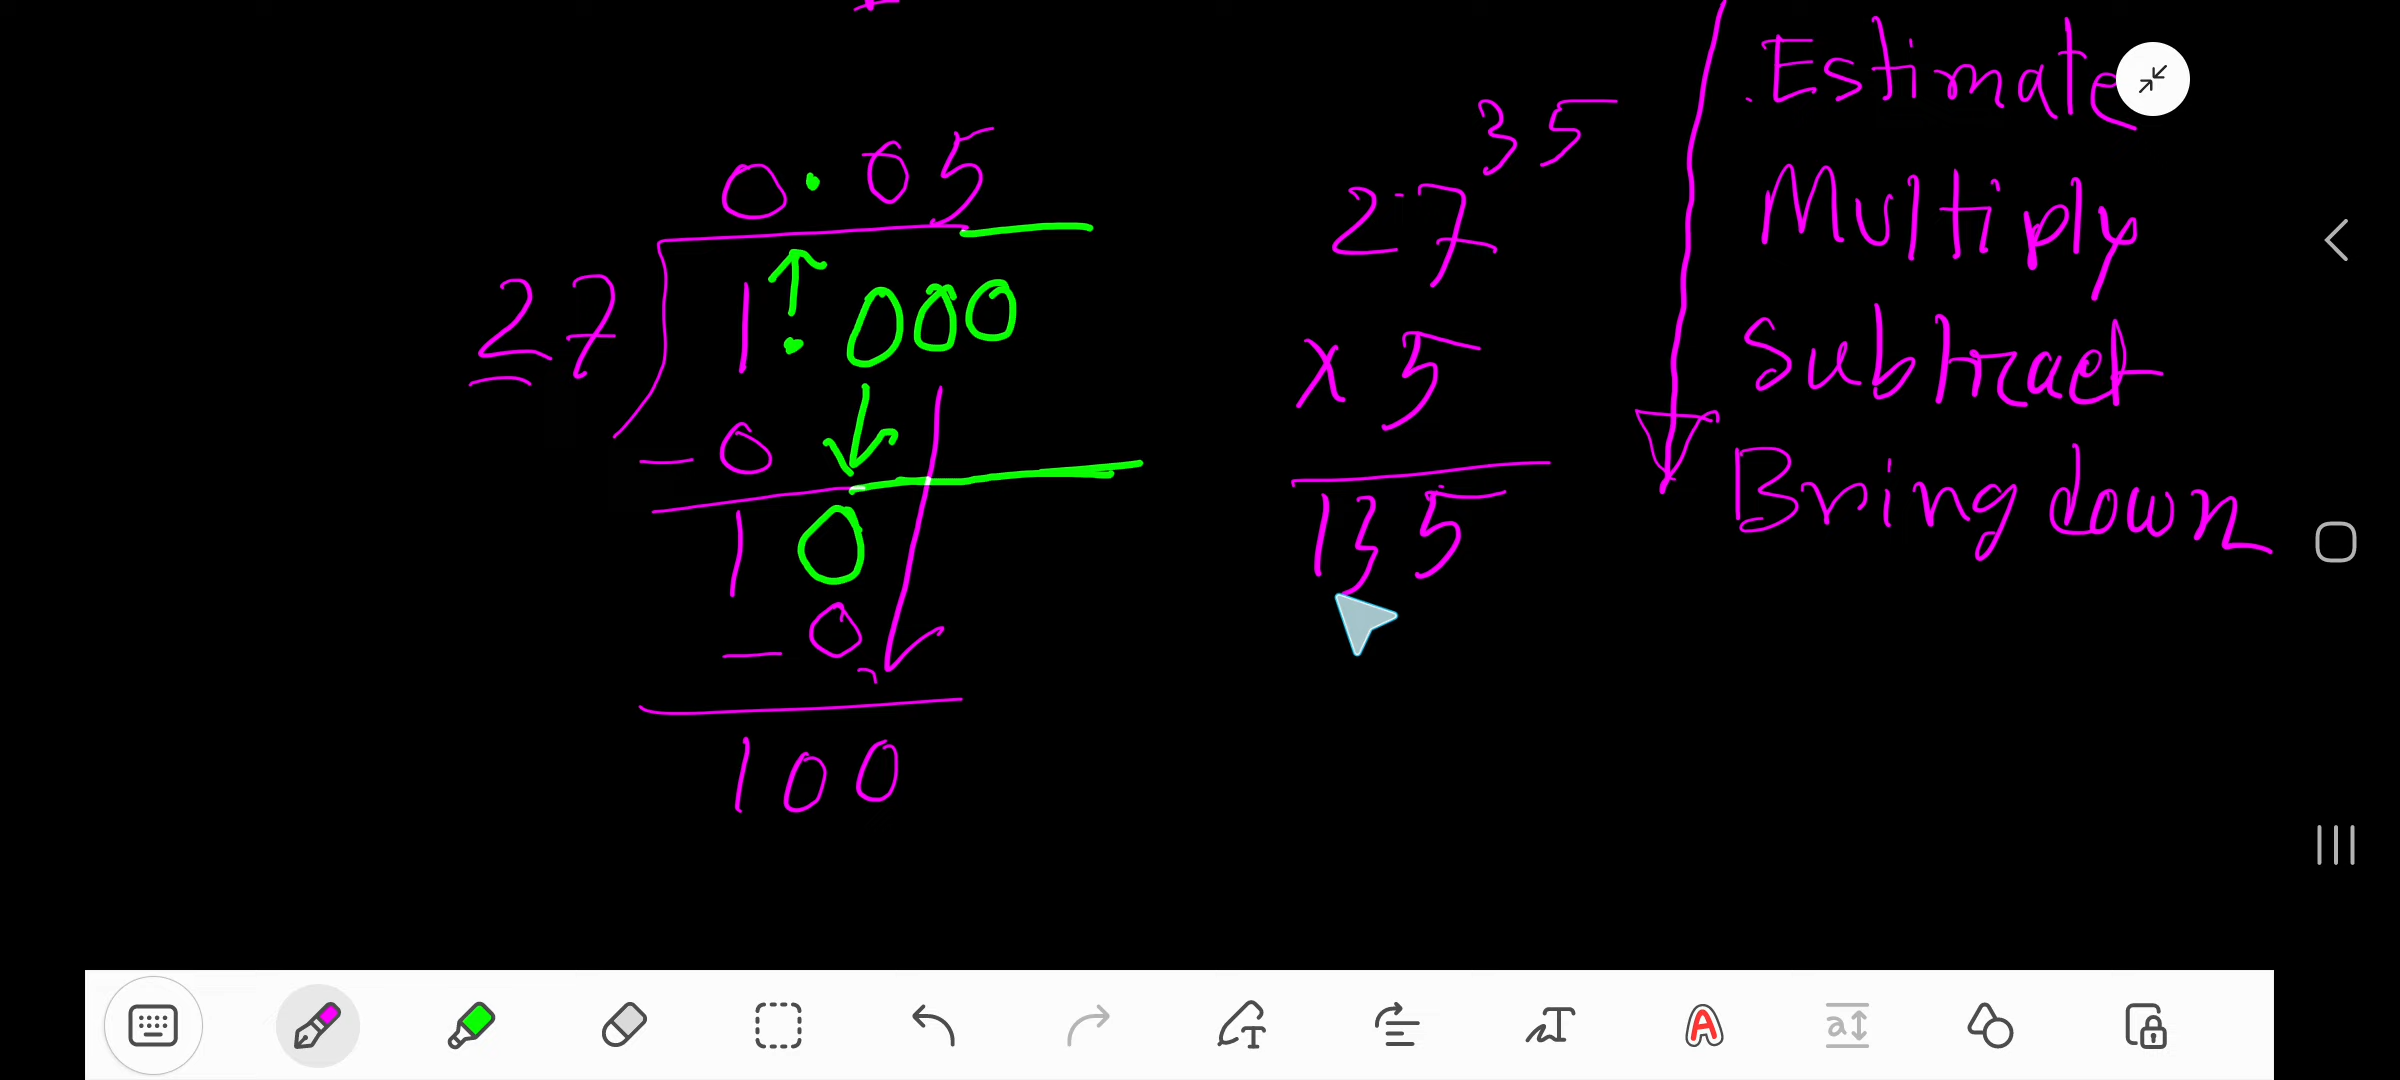 0.05
27 1.000
- 0
10
- 0
100
35
27
x 5
135
Estimate
Multiply
Subtract
Bring down